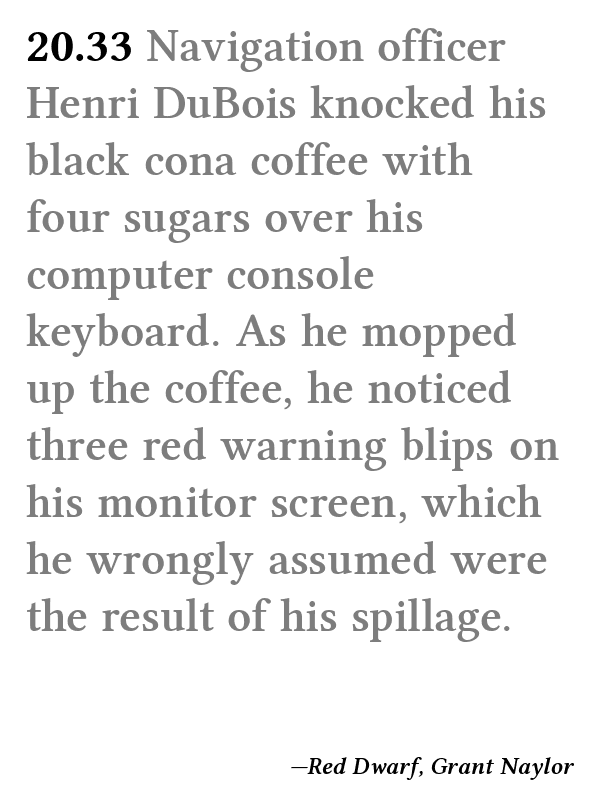 20.33 Navigation officer
Henri DuBois knocked his
black cona coffee with
four sugars over his
computer console
keyboard. As he mopped
up the coffee, he noticed
three red warning blips on
his monitor screen, which
he wrongly assumed were
the result of his spillage.
—Red Dwarf, Grant Naylor